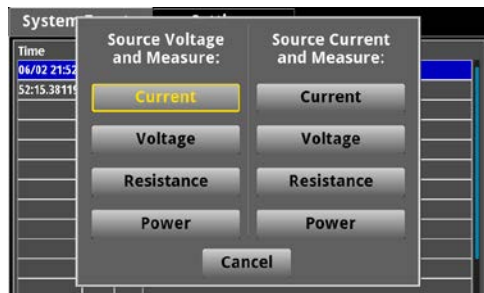 System
Time
06/02 21:52
52:15.38119
Source Voltage
and Measure:
Current
Voltage
Resistance
Power
Source Current
and Measure:
Current
Voltage
Resistance
Power
Cancel